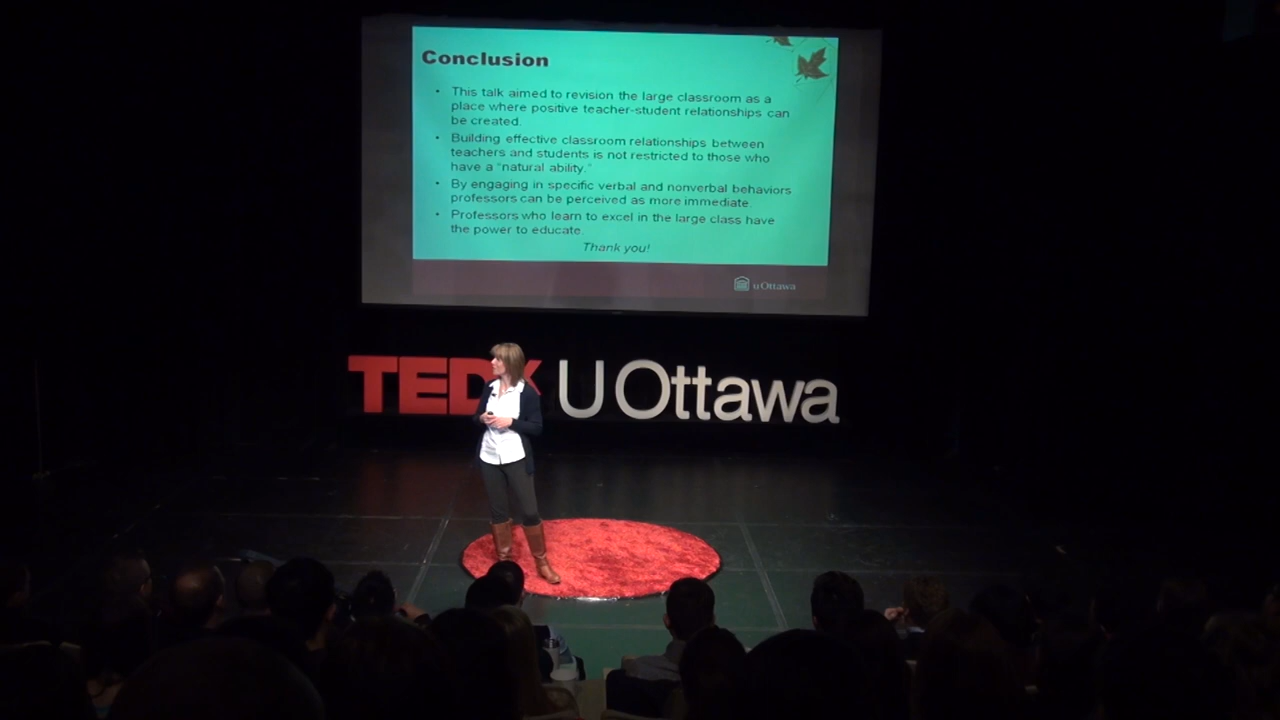 Conclusion
• This talk aimed to revision the large classroom as a
place where positive teacher-student relationships can
be created.
• Building effective classroom relationships between
teachers and students is not restricted to those who
have a "natural ability."
• By engaging in specific verbal and nonverbal behaviors
professors can be perceived as more immediate.
• Professors who learn to excel in the large class have
the power to educate.
Thank you!
uOttawa
TEDx UOttawa